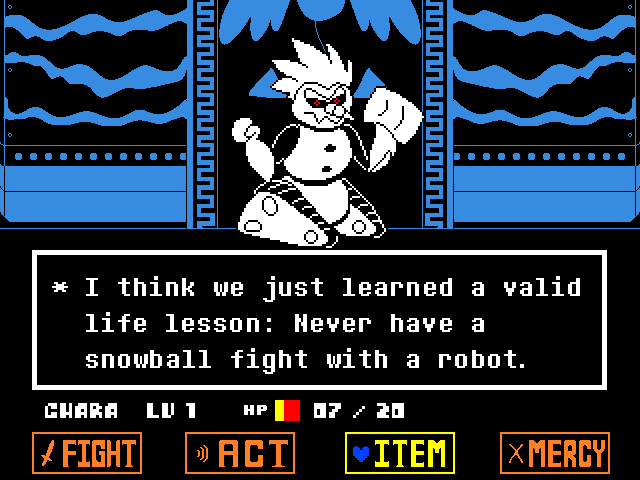 * I think we just learned a valid
life lesson: Never have a
snowball fight with a robot.
CHARA LV 1 HP 07 / 20
FIGHT ACT ITEM MERCY